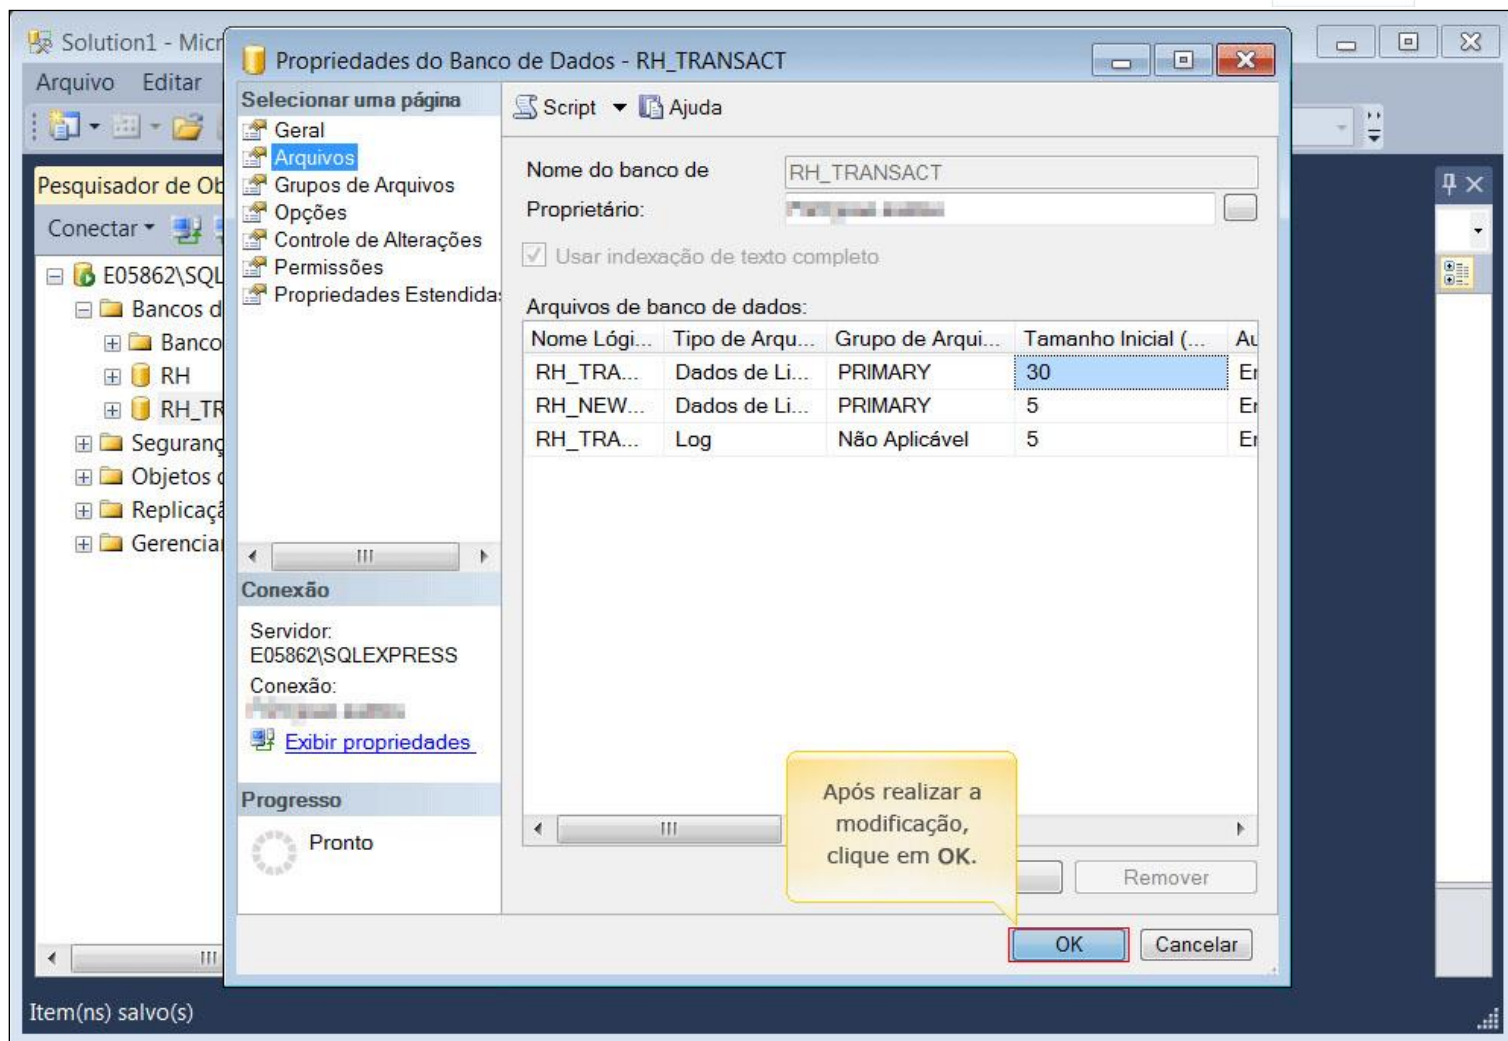 Solution1 - Micr
Arquivo Editar
Pesquisador de Ob
Conectar
E05862\SQL
Bancos d
Banco
RH
RH_TR
Seguranç
Objetos
Replicaçã
Gerencia
Item(ns) salvo(s)
Propriedades do Banco de Dados - RH_TRANSACT
Selecionar uma página
Geral
Arquivos
Grupos de Arquivos
Opções
Controle de Alterações
Permissões
Propriedades Estendida
Conexão
Servidor:
E05862\SQLEXPRESS
Conexão:
Exibir propriedades
Progresso
Pronto
Script Ajuda
Nome do banco de RH_TRANSACT
Proprietário:
Usar indexação de texto completo
Arquivos de banco de dados:
Nome Lógi... Tipo de Arqu... Grupo de Arqui... Tamanho Inicial (... Au
RH_TRA... Dados de Li... PRIMARY 30 Er
RH_NEW... Dados de Li... PRIMARY 5 Er
RH_TRA... Log Não Aplicável 5 Er
Após realizar a
modificação,
clique em OK.
Remover
OK Cancelar